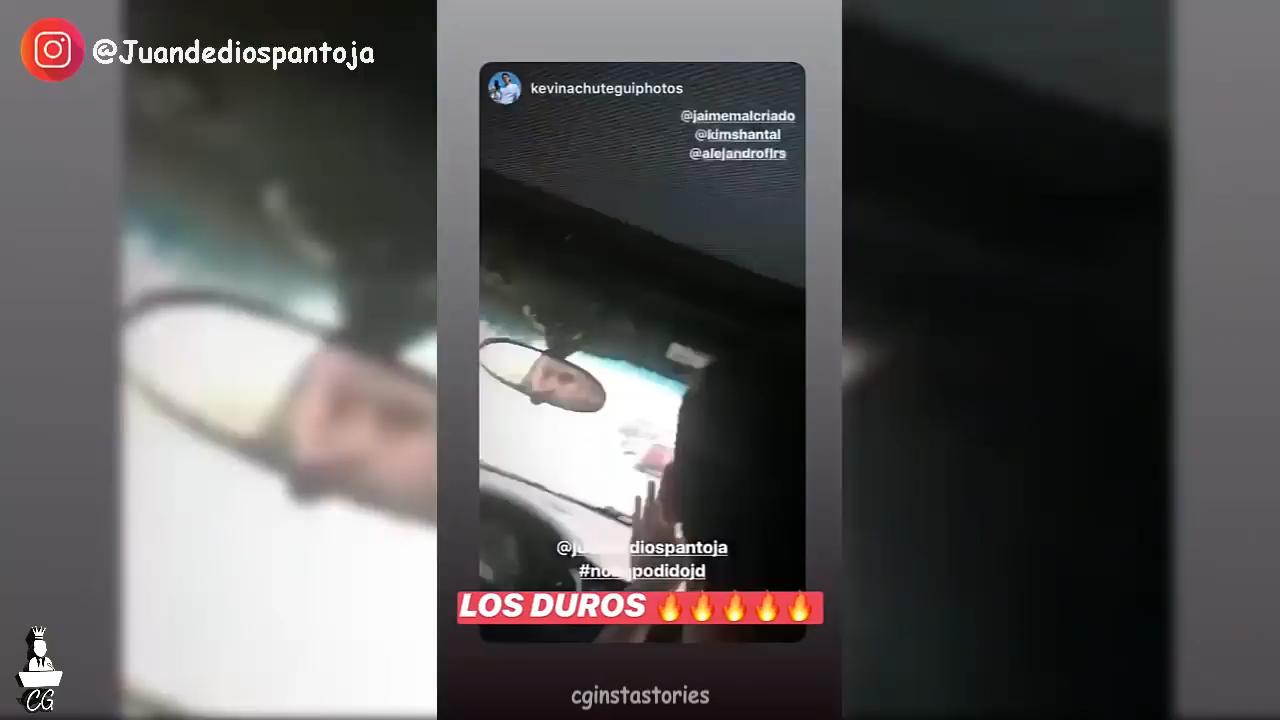 @Juandediospantoja
kevinachuteguiphotos
@jaimemalcriado
@kimshantal
@alejandroflrs
diospantoja
LOS DUROS 🔥🔥🔥🔥🔥
cginstastories
CG